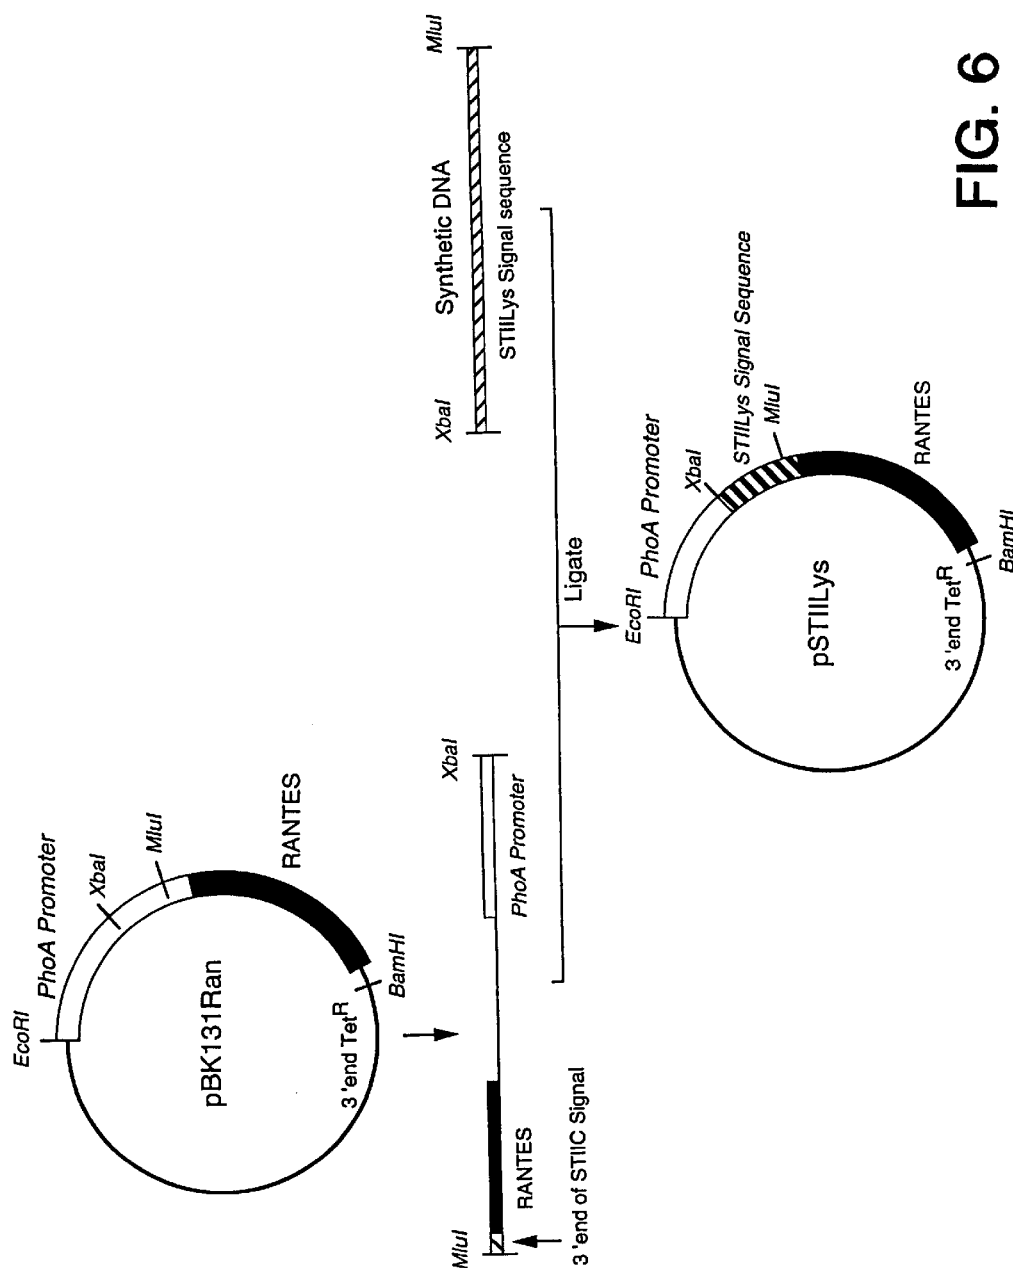 EcoRI
PhoA Promoter
XbaI
MluI
RANTES
BamHI
3 'end Tet^R
pBK131Ran
MluI
RANTES
3 'end of STIIC Signal
PhoA Promoter
XbaI
XbaI
Synthetic DNA
MluI
STIILys Signal sequence
Ligate
EcoRI
PhoA Promoter
XbaI
STIILys Signal Sequence
MluI
RANTES
BamHI
3 'end Tet^R
pSTIILys
FIG. 6